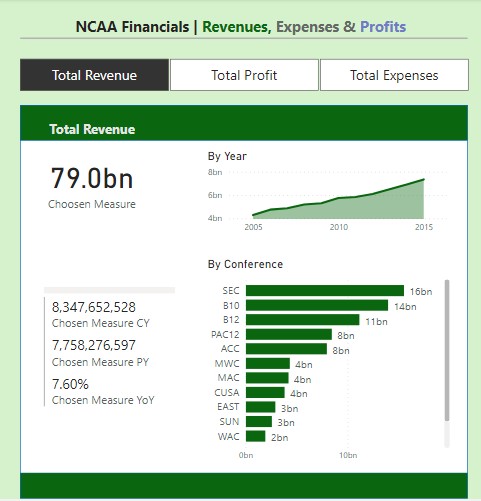 NCAA Financials | Revenues, Expenses & Profits
Total Revenue
Total Profit
Total Expenses
Total Revenue
79.0bn
Choosen Measure
By Year
8bn
6bn
4bn
2005
2010
2015
8,347,652,528
Chosen Measure CY
7,758,276,597
Chosen Measure PY
7.60%
Chosen Measure YoY
By Conference
SEC 16bn
B10 14bn
B12 11bn
PAC12 8bn
ACC 8bn
MWC 4bn
MAC 4bn
CUSA 4bn
EAST 3bn
SUN 3bn
WAC 2bn
0bn
10bn